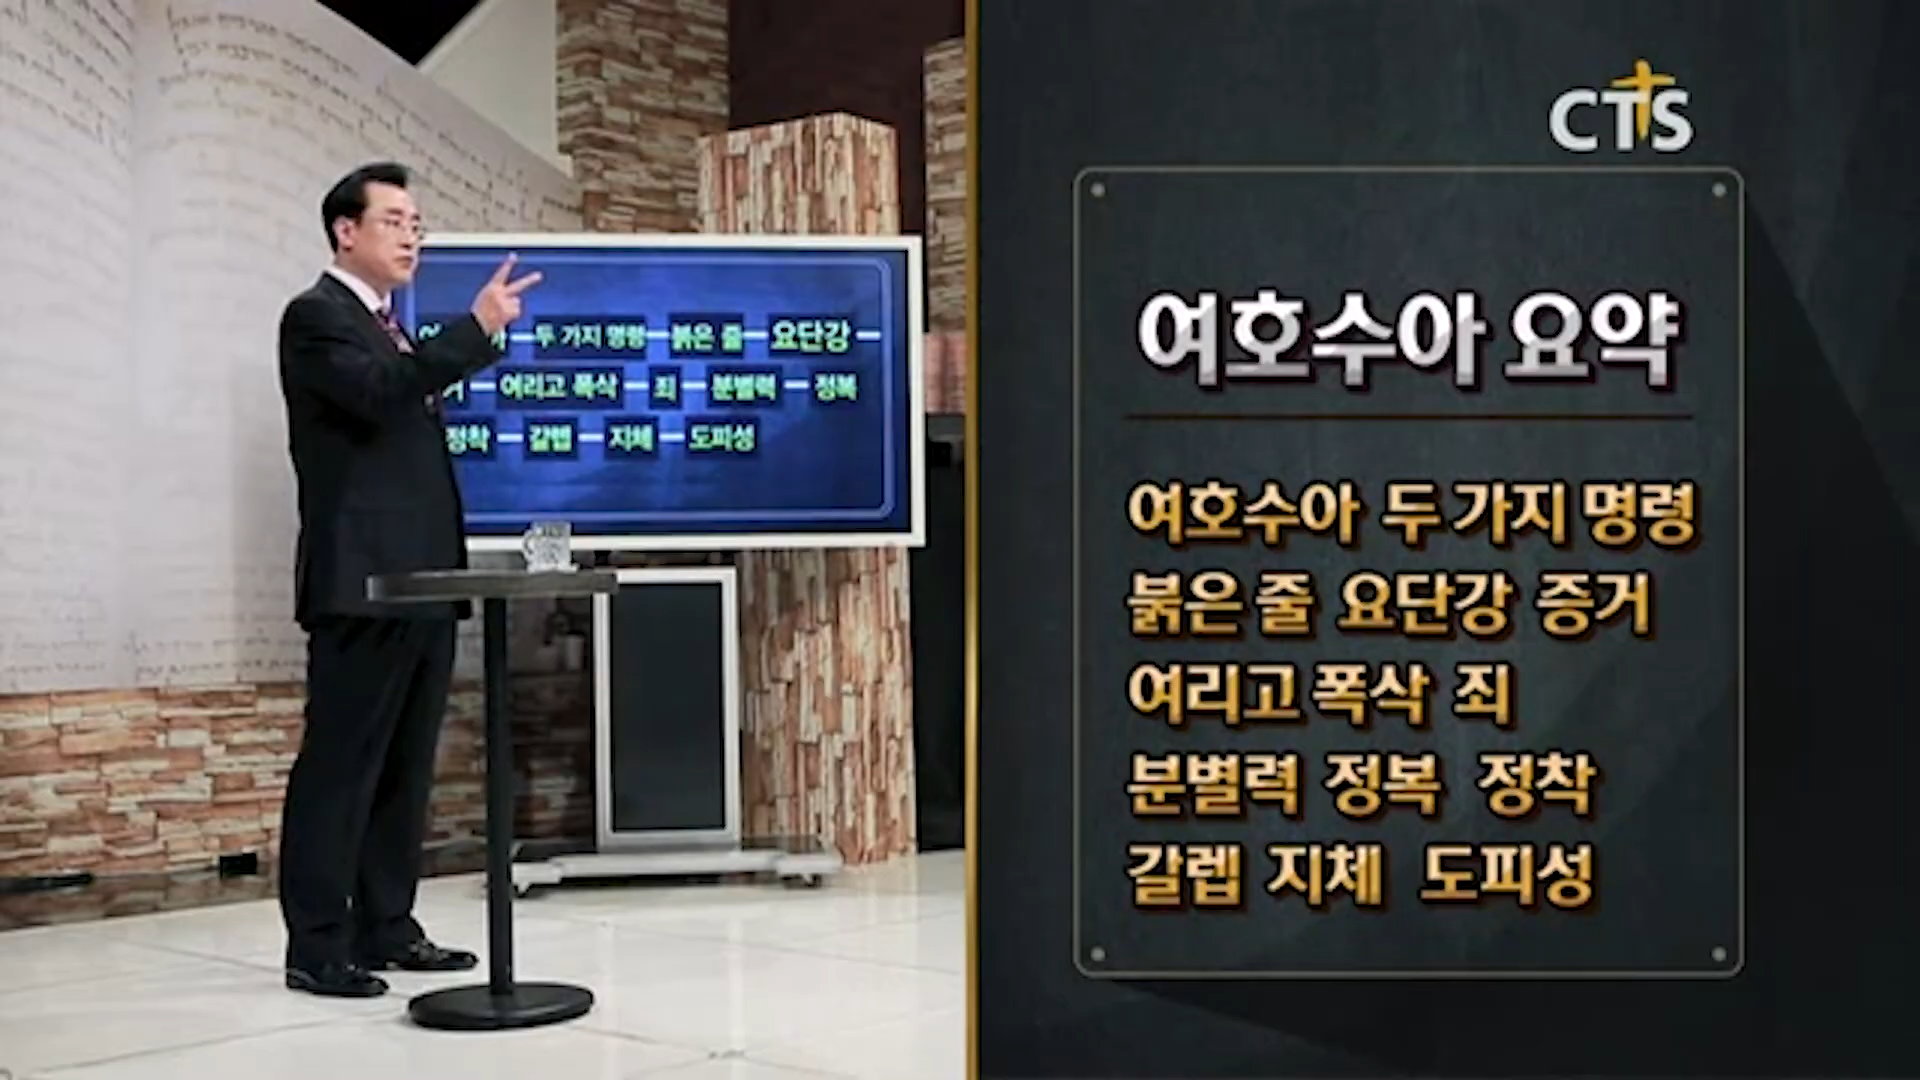 두 가지 명령 — 붉은 줄 — 요단강 —
— 여리고 폭삭 — 죄 — 분별력 — 정복
정착 — 갈렙 — 지체 — 도피성
CTS
여호수아 요약
여호수아 두 가지 명령
붉은 줄 요단강 증거
여리고 폭삭 죄
분별력 정복 정착
갈렙 지체 도피성